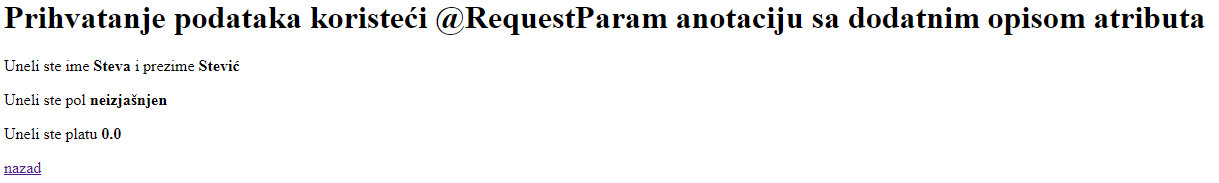 Prihvatanje podataka koristeći @RequestParam anotaciju sa dodatnim opisom atributa
Uneli ste ime Steva i prezime Stević
Uneli ste pol neizjašnjen
Uneli ste platu 0.0
nazad